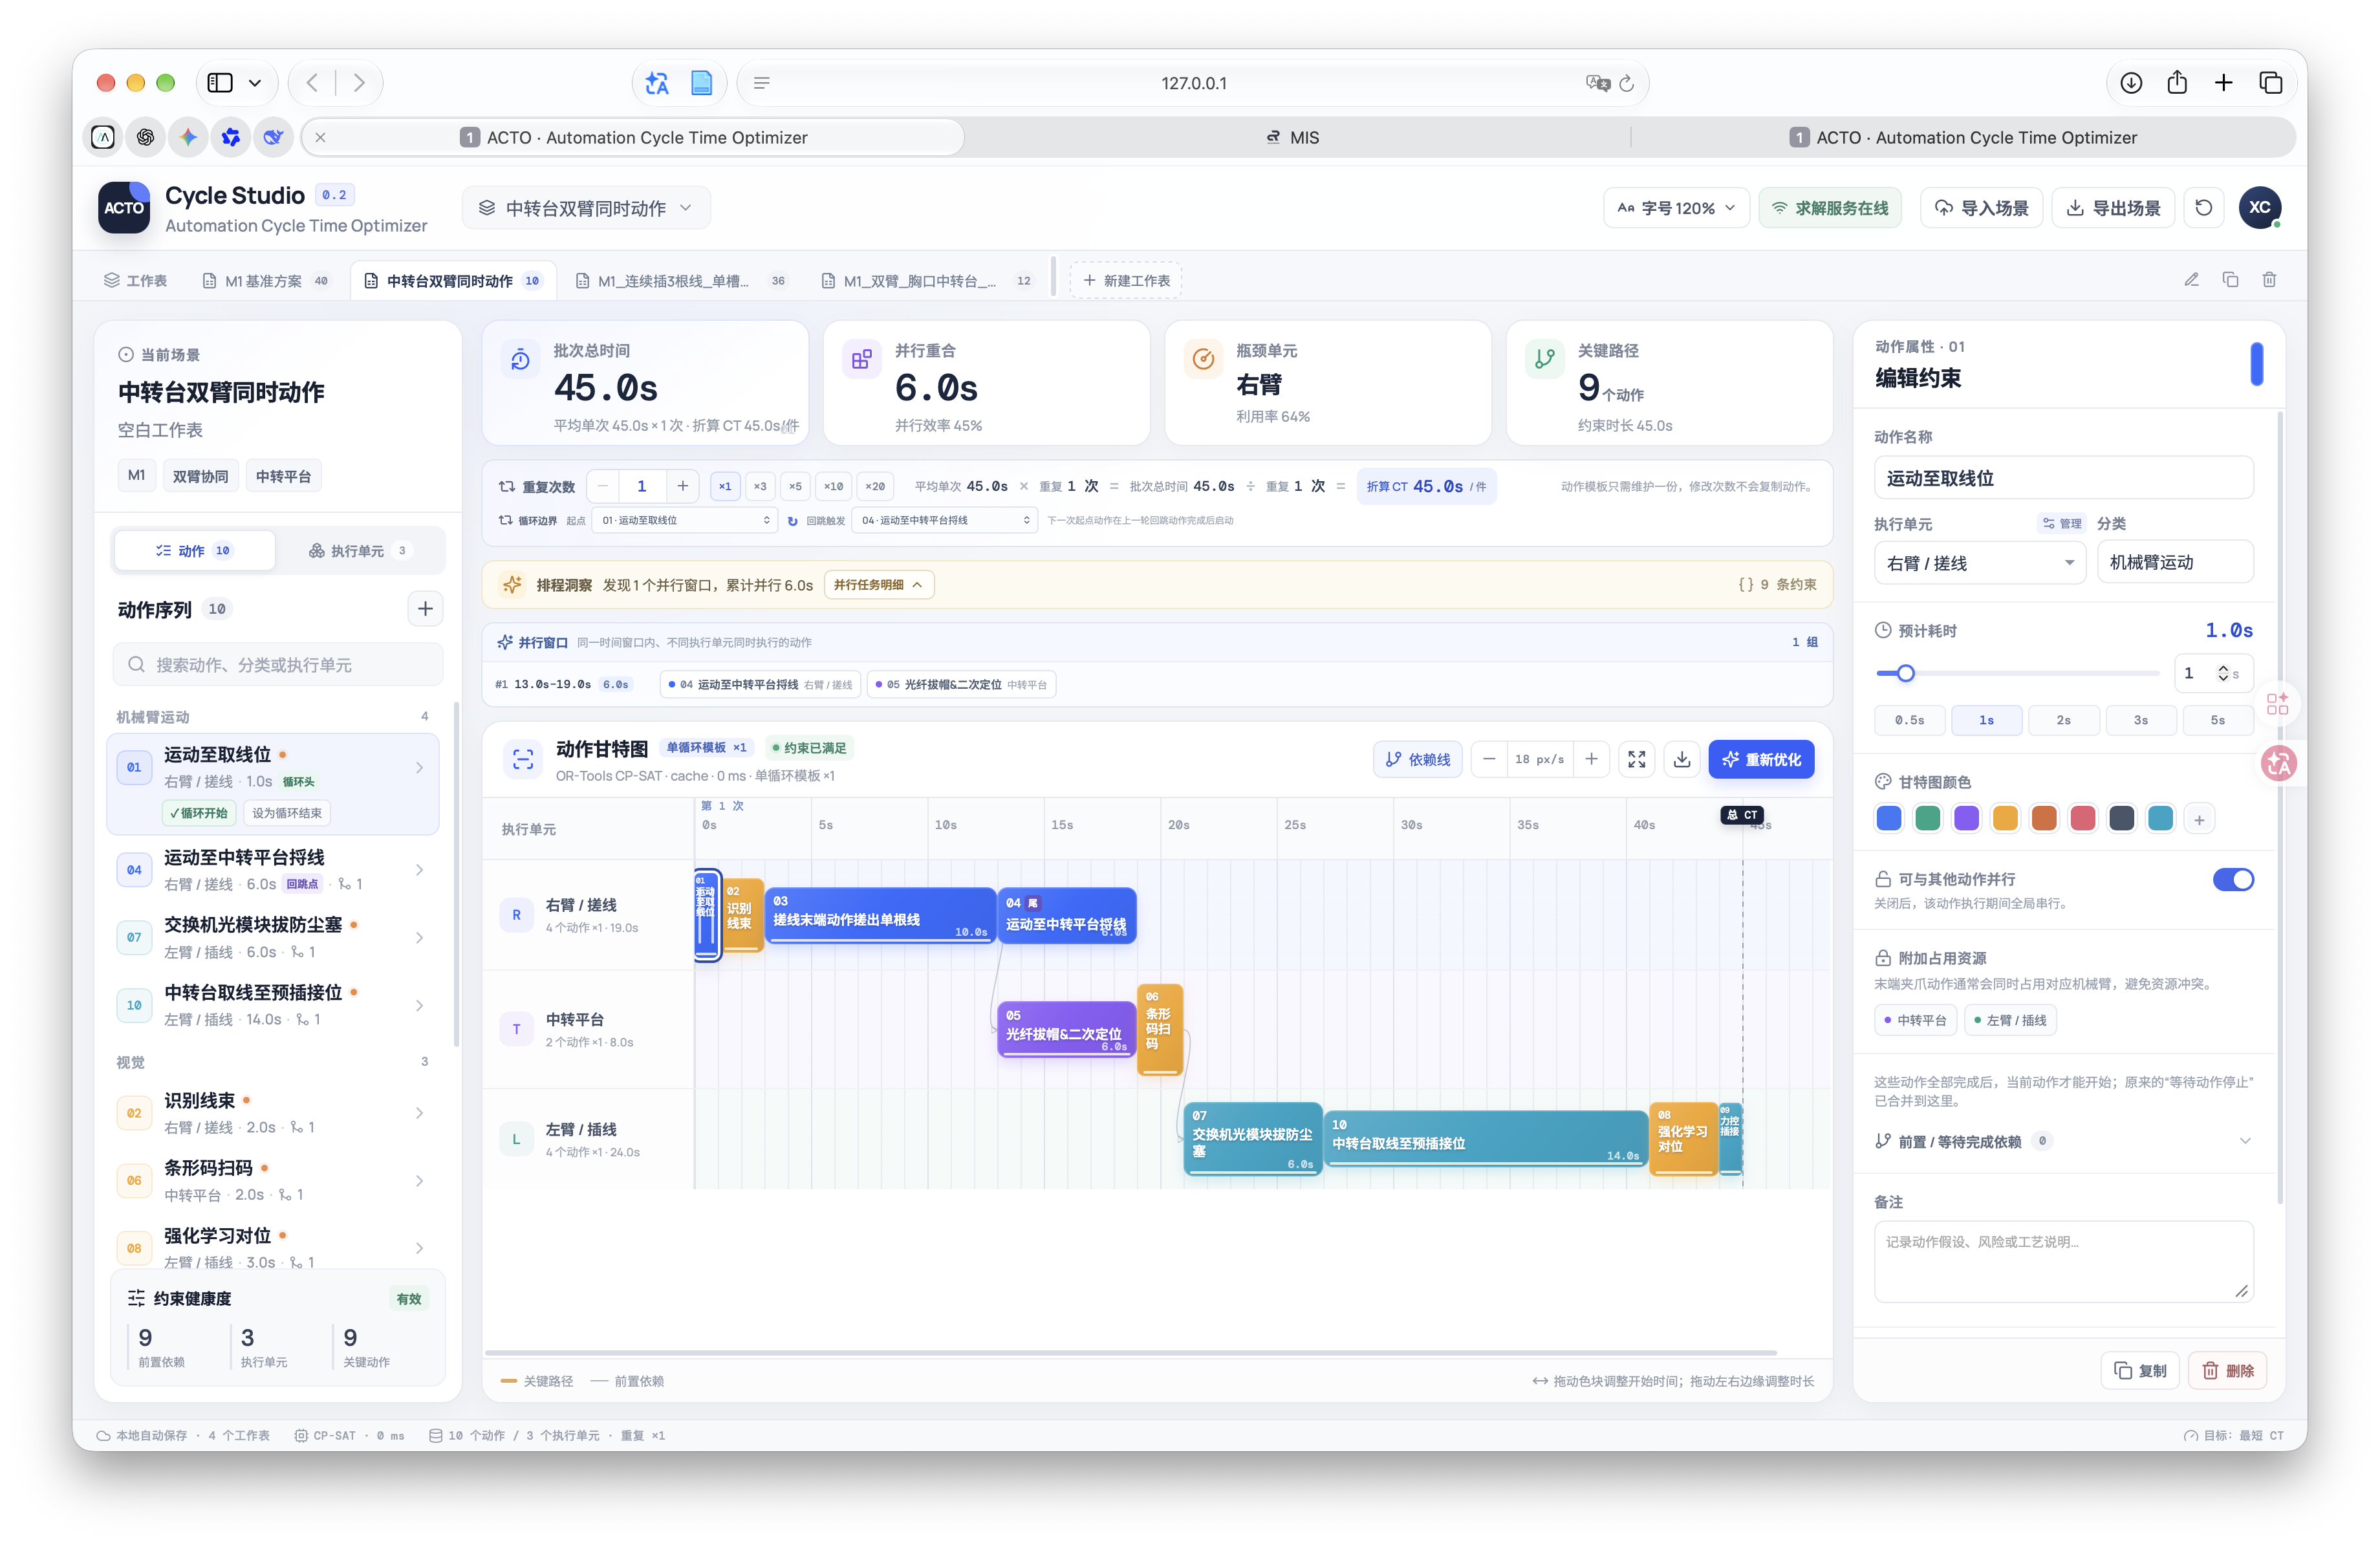 127.0.0.1
1 ACTO · Automation Cycle Time Optimizer
MIS
1 ACTO · Automation Cycle Time Optimizer
ACTO
Cycle Studio 0.2
Automation Cycle Time Optimizer
中转台双臂同时动作
字号 120%
求解服务在线
导入场景
导出场景
XC
工作表
M1 基准方案 40
中转台双臂同时动作 10
M1_连续插3根线_单槽... 36
M1_双臂_胸口中转台_... 12
新建工作表
当前场景
中转台双臂同时动作
空白工作表
M1 双臂协同 中转平台
动作 10
执行单元 3
动作序列 10
搜索动作、分类或执行单元
机械臂运动 4
01 运动至取线位
右臂 / 搓线 · 1.0s 循环头
✓循环开始 设为循环结束
04 运动至中转平台捋线
右臂 / 搓线 · 6.0s 回跳点 · 1
07 交换机光模块拔防尘塞
左臂 / 插线 · 6.0s · 1
10 中转台取线至预插接位
左臂 / 插线 · 14.0s · 1
视觉 3
02 识别线束
右臂 / 搓线 · 2.0s · 1
06 条形码扫码
中转平台 · 2.0s · 1
08 强化学习对位
左臂 / 插线 · 3.0s · 1
约束健康度 有效
9 3 9
前置依赖 执行单元 关键动作
批次总时间
45.0s
平均单次 45.0s × 1 次 · 折算 CT 45.0s/件
并行重合
6.0s
并行效率 45%
瓶颈单元
右臂
利用率 64%
关键路径
9个动作
约束时长 45.0s
重复次数 − 1 + ×1 ×3 ×5 ×10 ×20 平均单次 45.0s × 重复 1 次 = 批次总时间 45.0s ÷ 重复 1 次 = 折算 CT 45.0s / 件 动作模板只需维护一份，修改次数不会复制动作。
循环边界 起点 01 · 运动至取线位 ↻ 回跳触发 04 · 运动至中转平台捋线 下一次起点动作在上一轮回跳动作完成后启动
排程洞察 发现 1 个并行窗口，累计并行 6.0s 并行任务明细 {} 9 条约束
并行窗口 同一时间窗口内、不同执行单元同时执行的动作 1 组
#1 13.0s–19.0s 6.0s 04 运动至中转平台捋线 右臂 / 搓线 05 光纤拔帽&二次定位 中转平台
动作甘特图 单循环模板 ×1 约束已满足
OR-Tools CP-SAT · cache · 0 ms · 单循环模板 ×1
依赖线 − 18 px/s + 重新优化
执行单元
第 1 次
0s 5s 10s 15s 20s 25s 30s 35s 40s 45s
总 CT
R 右臂 / 搓线
4 个动作 ×1 · 19.0s
01 运动至取线位
02 识别线束
03 搓线末端动作搓出单根线 10.0s
04 尾 运动至中转平台捋线 6.0s
T 中转平台
2 个动作 ×1 · 8.0s
05 光纤拔帽&二次定位 6.0s
06 条形码扫码
L 左臂 / 插线
4 个动作 ×1 · 24.0s
07 交换机光模块拔防尘塞 6.0s
10 中转台取线至预插接位 14.0s
08 强化学习对位
09 力控插接
关键路径 前置依赖
拖动色块调整开始时间；拖动左右边缘调整时长
动作属性 · 01
编辑约束
动作名称
运动至取线位
执行单元 管理 分类
右臂 / 搓线 机械臂运动
预计耗时 1.0s
1 s
0.5s 1s 2s 3s 5s
甘特图颜色
+
可与其他动作并行
关闭后，该动作执行期间全局串行。
附加占用资源
末端夹爪动作通常会同时占用对应机械臂，避免资源冲突。
中转平台 左臂 / 插线
这些动作全部完成后，当前动作才能开始；原来的“等待动作停止”
已合并到这里。
前置 / 等待完成依赖 0
备注
记录动作假设、风险或工艺说明...
复制 删除
本地自动保存 · 4 个工作表 CP-SAT · 0 ms 10 个动作 / 3 个执行单元 · 重复 ×1
目标：最短 CT